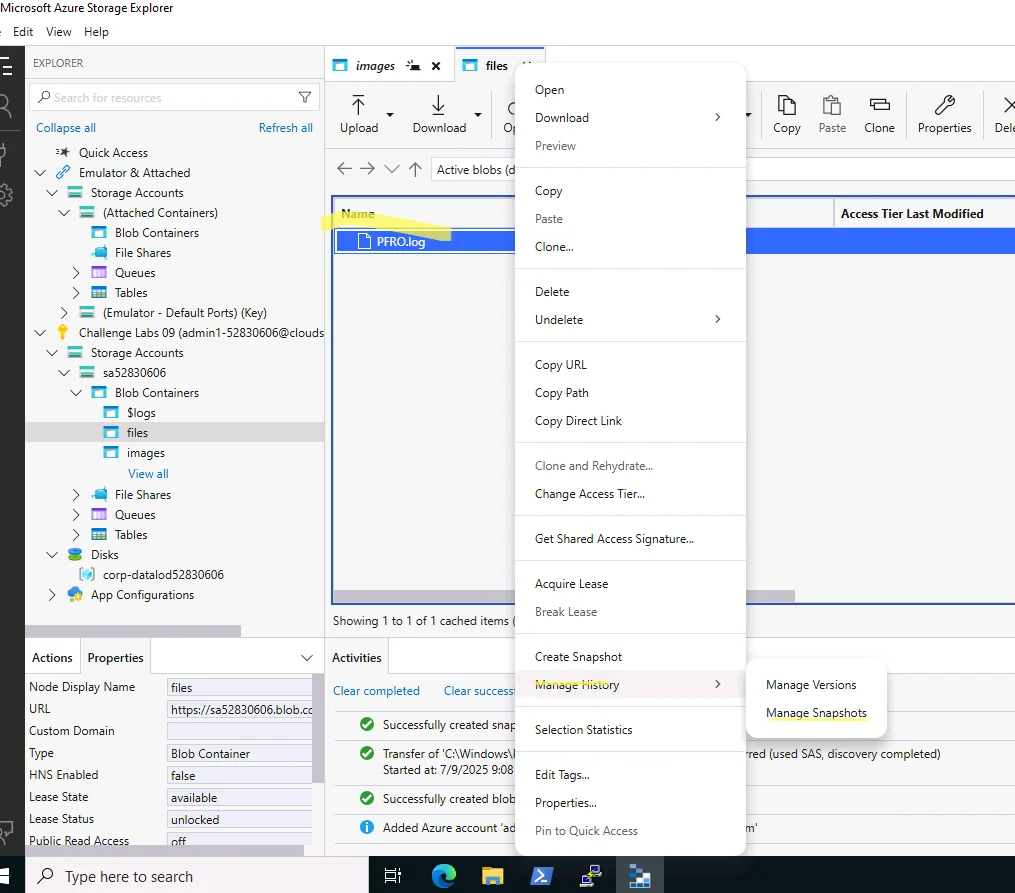 Microsoft Azure Storage Explorer
Edit View Help
EXPLORER
Search for resources
Collapse all Refresh all
Quick Access
Emulator & Attached
Storage Accounts
(Attached Containers)
Blob Containers
File Shares
Queues
Tables
(Emulator - Default Ports) (Key)
Challenge Labs 09 (admin1-52830606@clouds
Storage Accounts
sa52830606
Blob Containers
$logs
files
images
View all
File Shares
Queues
Tables
Disks
corp-datalod52830606
App Configurations
Actions Properties
Node Display Name files
URL https://sa52830606.blob.co
Custom Domain
Type Blob Container
HNS Enabled false
Lease State available
Lease Status unlocked
Public Read Access off
images files
Upload Download Copy Paste Clone Properties
Active blobs (d
Name Access Tier Last Modified
PFRO.log
Showing 1 to 1 of 1 cached items (
Activities
Clear completed Clear success
Successfully created snap
Transfer of 'C:\Windows\ rred (used SAS, discovery completed)
Started at: 7/9/2025 9:08
Successfully created blob
Added Azure account 'ad m'
Open
Download
Preview
Copy
Paste
Clone...
Delete
Undelete
Copy URL
Copy Path
Copy Direct Link
Clone and Rehydrate...
Change Access Tier...
Get Shared Access Signature...
Acquire Lease
Break Lease
Create Snapshot
Manage History
Selection Statistics
Edit Tags...
Properties...
Pin to Quick Access
Manage Versions
Manage Snapshots
Type here to search